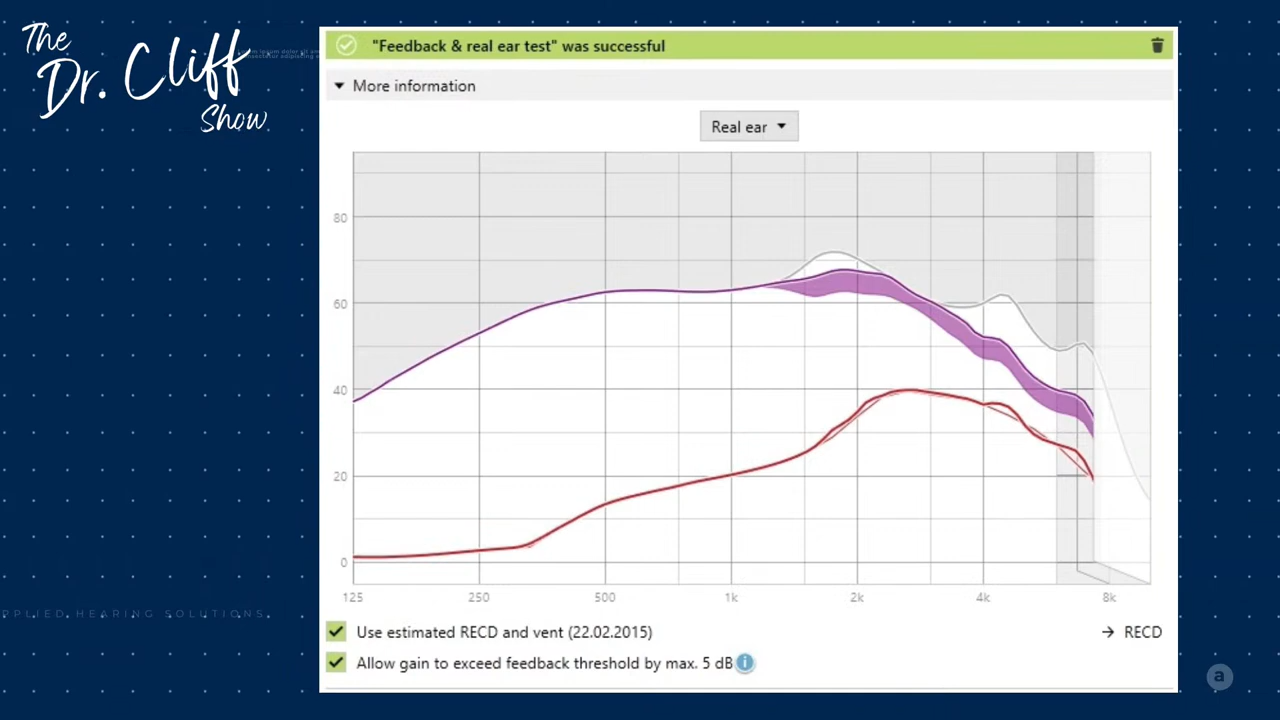 The
Dr. Cliff
Show
"Feedback & real ear test" was successful
More information
Real ear
80
60
40
20
0
125 250 500 1k 2k 4k 8k
Use estimated RECD and vent (22.02.2015)
RECD
Allow gain to exceed feedback threshold by max. 5 dB i
PPLIED HEARING SOLUTIONS
a